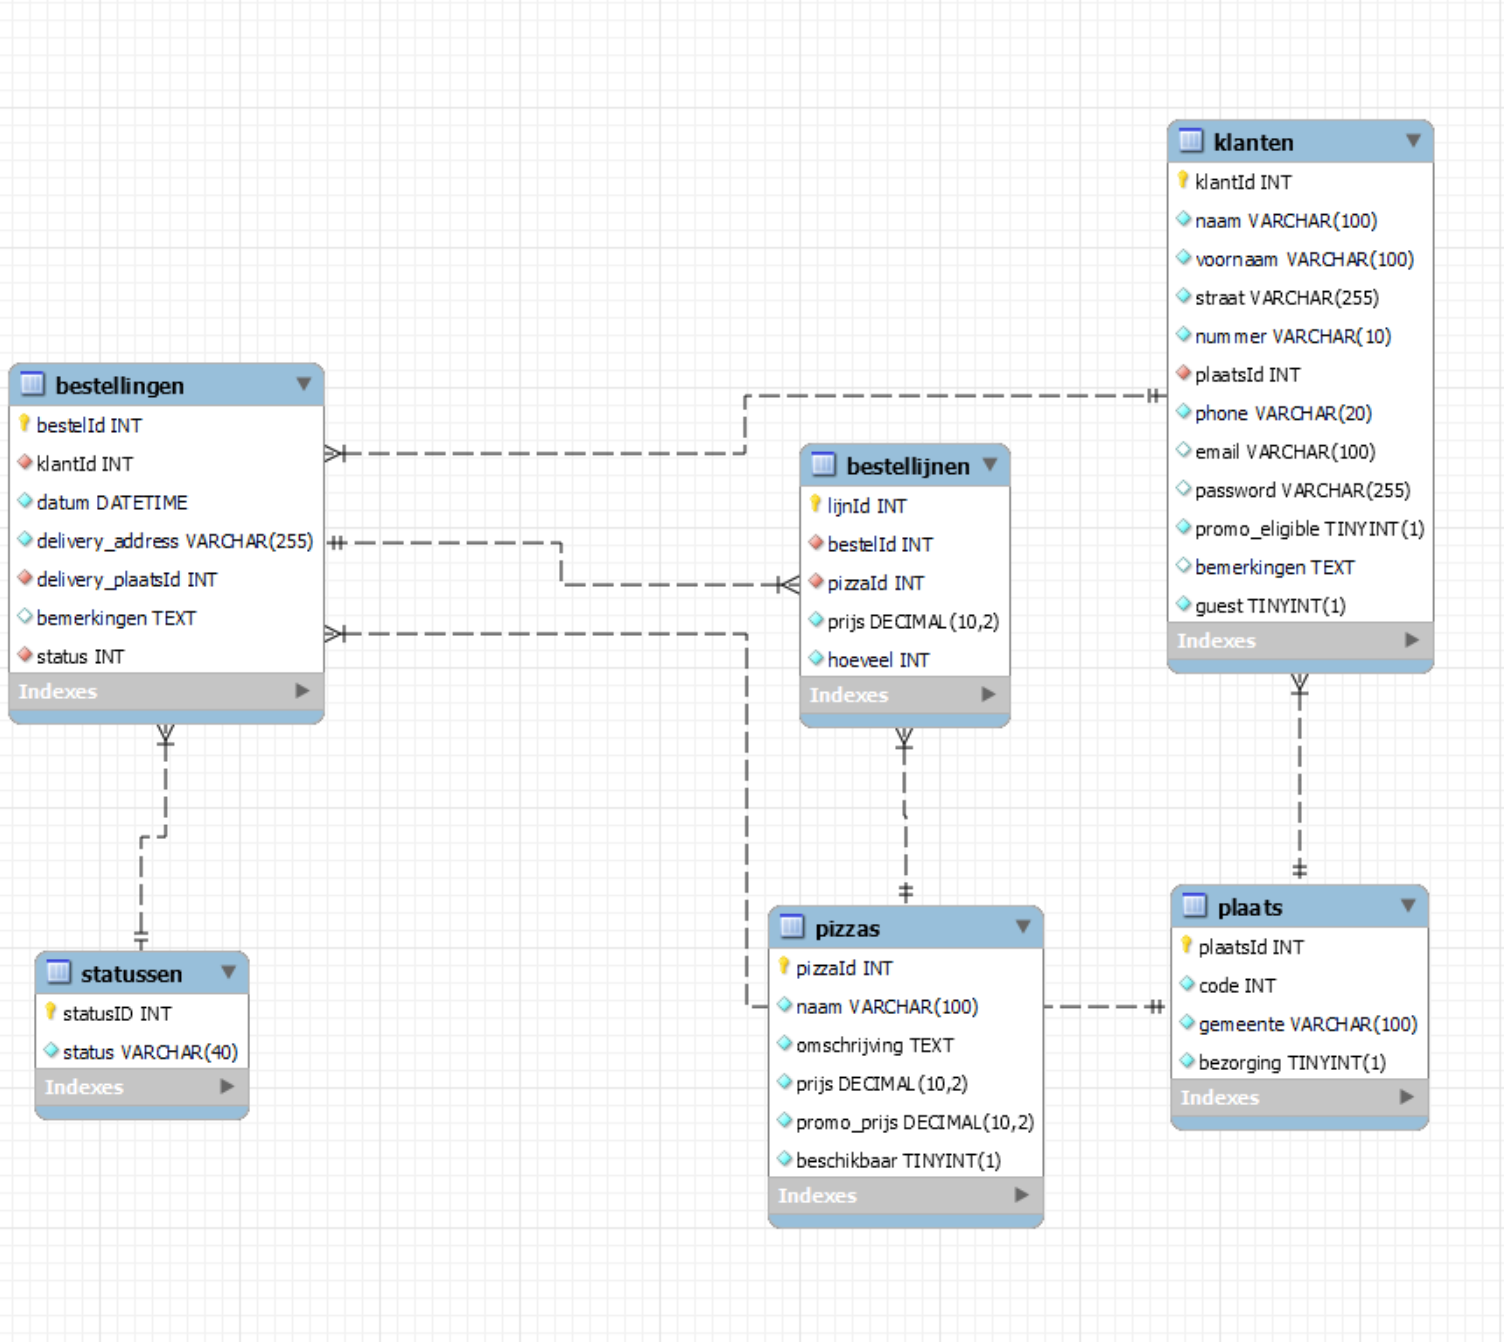 klanten
klantId INT
naam VARCHAR(100)
voornaam VARCHAR(100)
straat VARCHAR(255)
nummer VARCHAR(10)
plaatsId INT
phone VARCHAR(20)
email VARCHAR(100)
password VARCHAR(255)
promo_eligible TINYINT(1)
bemerkingen TEXT
guest TINYINT(1)
Indexes
bestellingen
bestelId INT
klantId INT
datum DATETIME
delivery_address VARCHAR(255)
delivery_plaatsId INT
bemerkingen TEXT
status INT
Indexes
bestellijnen
lijnId INT
bestelId INT
pizzaId INT
prijs DECIMAL(10,2)
hoeveel INT
Indexes
statussen
statusID INT
status VARCHAR(40)
Indexes
pizzas
pizzaId INT
naam VARCHAR(100)
omschrijving TEXT
prijs DECIMAL(10,2)
promo_prijs DECIMAL(10,2)
beschikbaar TINYINT(1)
Indexes
plaats
plaatsId INT
code INT
gemeente VARCHAR(100)
bezorging TINYINT(1)
Indexes